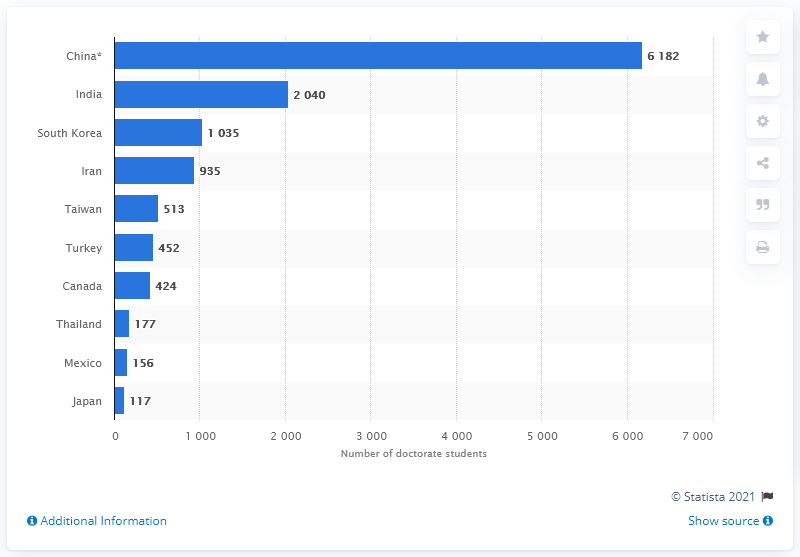 China* 6 182
India 2 040
South Korea 1 035
Iran 935
Taiwan 513
Turkey 452
Canada 424
Thailand 177
Mexico 156
Japan 117
0 1 000 2 000 3 000 4 000 5 000 6 000 7 000
Number of doctorate students
© Statista 2021
Additional Information Show source